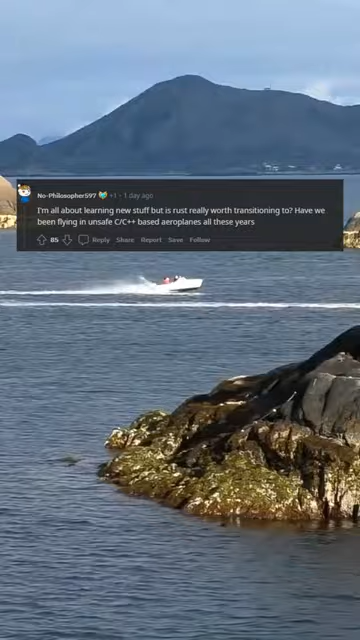 No-Philosopher597 +1 · 1 day ago
I'm all about learning new stuff but is rust really worth transitioning to? Have we
been flying in unsafe C/C++ based aeroplanes all these years
85 Reply Share Report Save Follow